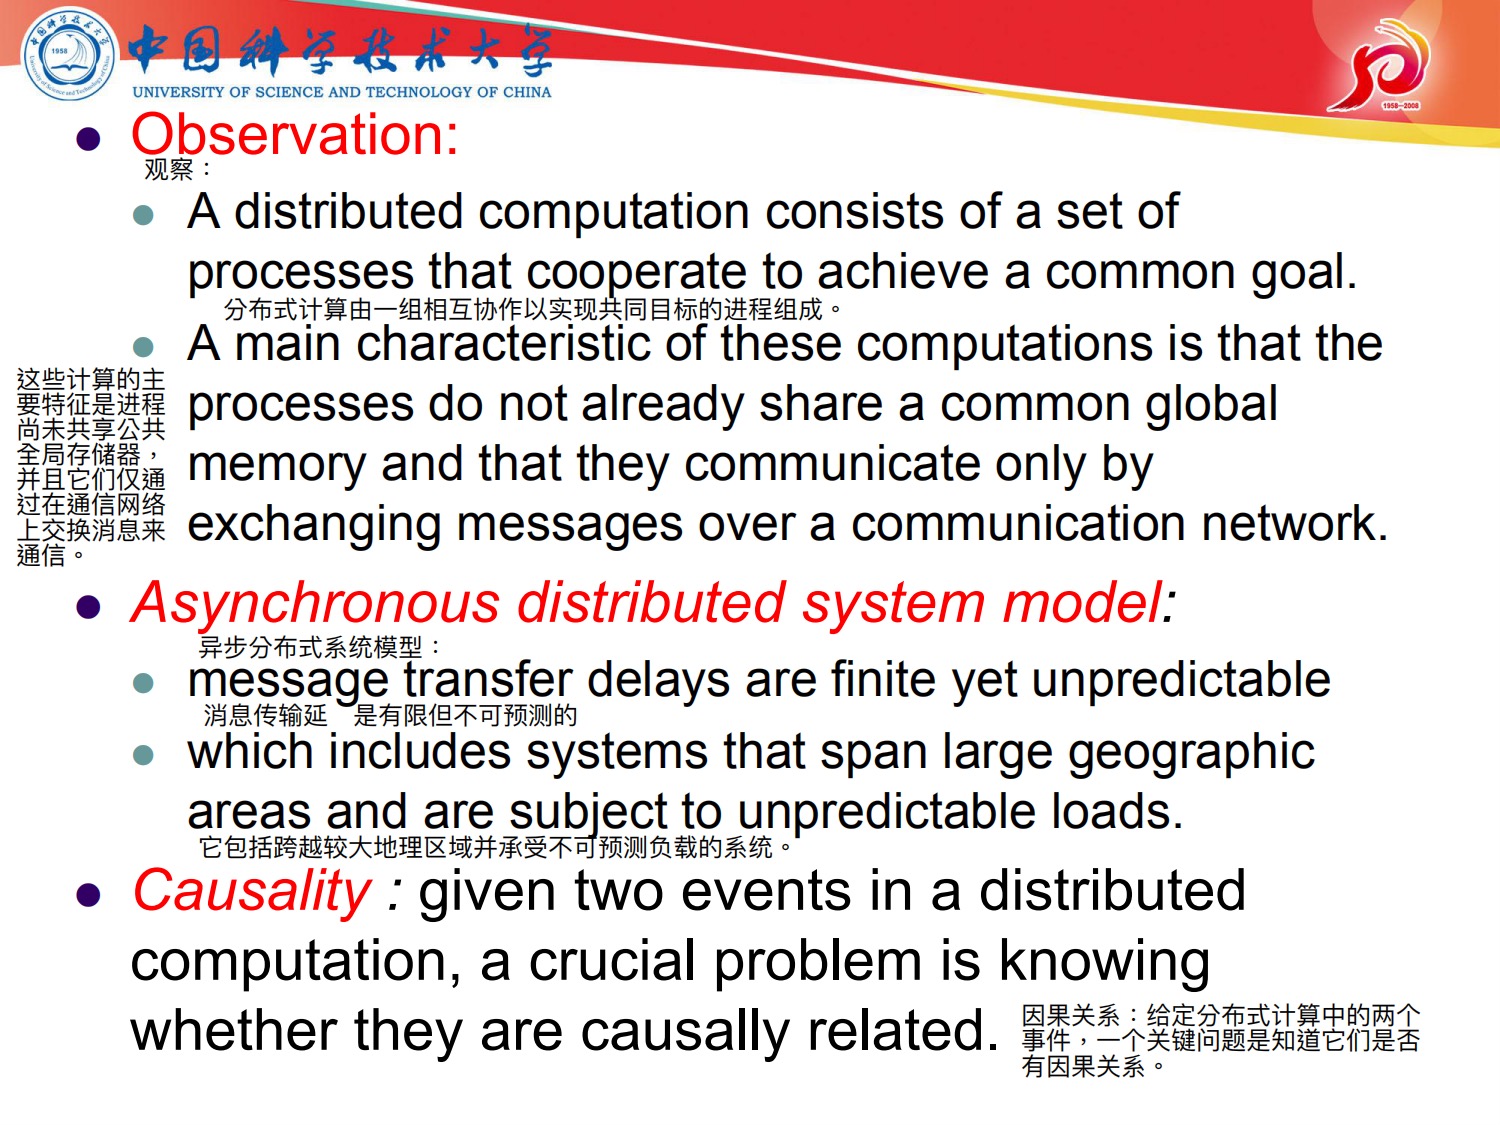 中国科学技术大学
UNIVERSITY OF SCIENCE AND TECHNOLOGY OF CHINA
1958
1958—2008
Observation:
观察：
A distributed computation consists of a set of
processes that cooperate to achieve a common goal.
分布式计算由一组相互协作以实现共同目标的进程组成。
A main characteristic of these computations is that the
processes do not already share a common global
memory and that they communicate only by
exchanging messages over a communication network.
这些计算的主
要特征是进程
尚未共享公共
全局存储器，
并且它们仅通
过在通信网络
上交换消息来
通信。
Asynchronous distributed system model:
异步分布式系统模型：
message transfer delays are finite yet unpredictable
消息传输延 是有限但不可预测的
which includes systems that span large geographic
areas and are subject to unpredictable loads.
它包括跨越较大地理区域并承受不可预测负载的系统。
Causality : given two events in a distributed
computation, a crucial problem is knowing
whether they are causally related.
因果关系：给定分布式计算中的两个
事件，一个关键问题是知道它们是否
有因果关系。